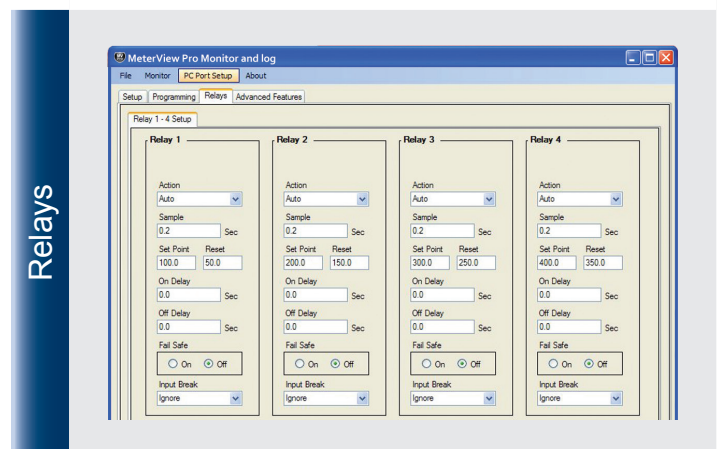 Relays
MeterView Pro Monitor and log
File Monitor PC Port Setup About
Setup Programming Relays Advanced Features
Relay 1 - 4 Setup
Relay 1 Relay 2 Relay 3 Relay 4
Action Action Action Action
Auto Auto Auto Auto
Sample Sample Sample Sample
0.2 Sec 0.2 Sec 0.2 Sec 0.2 Sec
Set Point Reset Set Point Reset Set Point Reset Set Point Reset
100.0 50.0 200.0 150.0 300.0 250.0 400.0 350.0
On Delay On Delay On Delay On Delay
0.0 Sec 0.0 Sec 0.0 Sec 0.0 Sec
Off Delay Off Delay Off Delay Off Delay
0.0 Sec 0.0 Sec 0.0 Sec 0.0 Sec
Fail Safe Fail Safe Fail Safe Fail Safe
On Off On Off On Off On Off
Input Break Input Break Input Break Input Break
Ignore Ignore Ignore Ignore